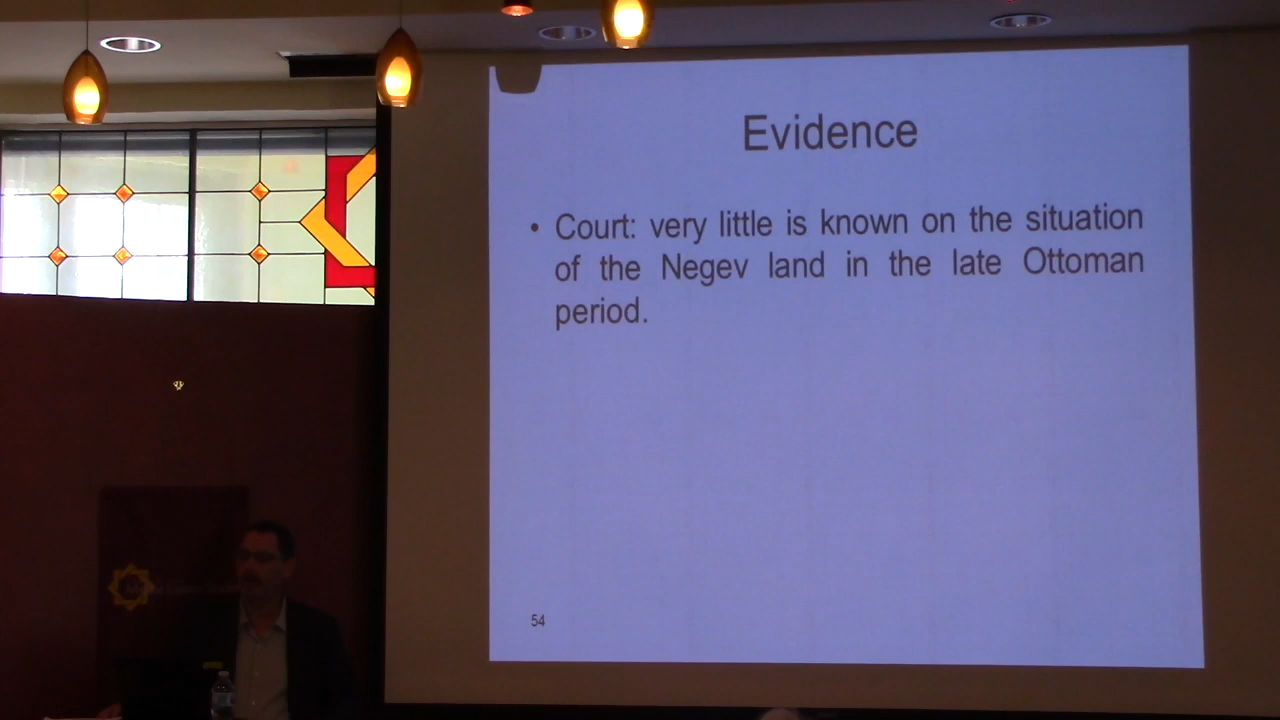 Evidence
• Court: very little is known on the situation
of the Negev land in the late Ottoman
period.
54